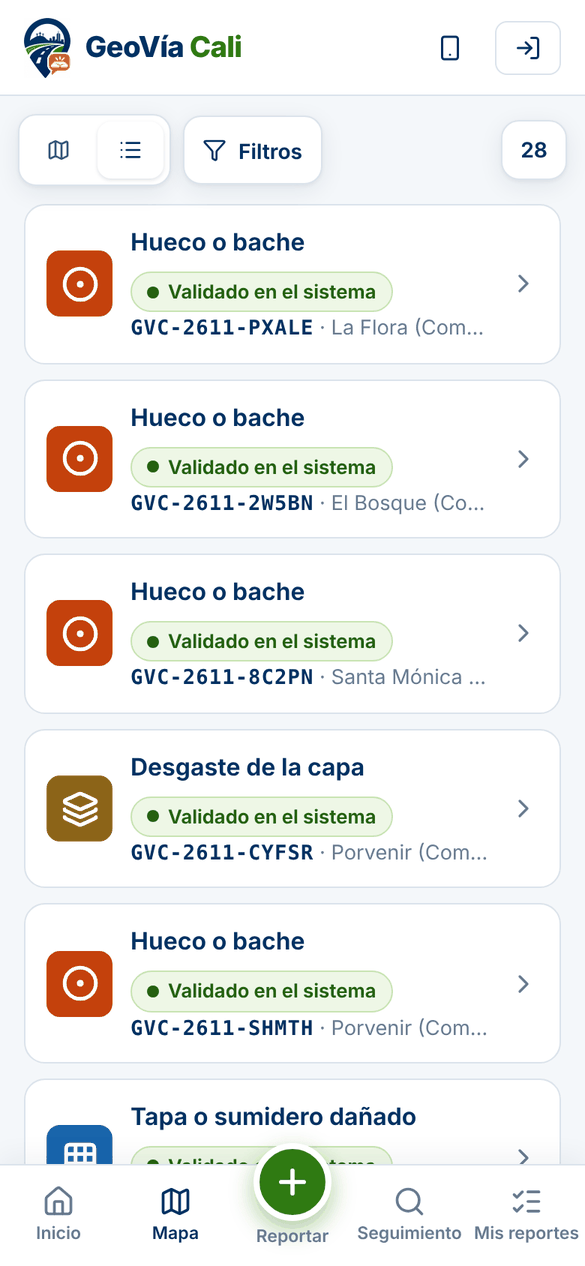 GeoVía Cali
Filtros
28
Hueco o bache
Validado en el sistema
GVC-2611-PXALE · La Flora (Com...
Hueco o bache
Validado en el sistema
GVC-2611-2W5BN · El Bosque (Co...
Hueco o bache
Validado en el sistema
GVC-2611-8C2PN · Santa Mónica ...
Desgaste de la capa
Validado en el sistema
GVC-2611-CYFSR · Porvenir (Com...
Hueco o bache
Validado en el sistema
GVC-2611-SHMTH · Porvenir (Com...
Tapa o sumidero dañado
Inicio
Mapa
Reportar
Seguimiento
Mis reportes